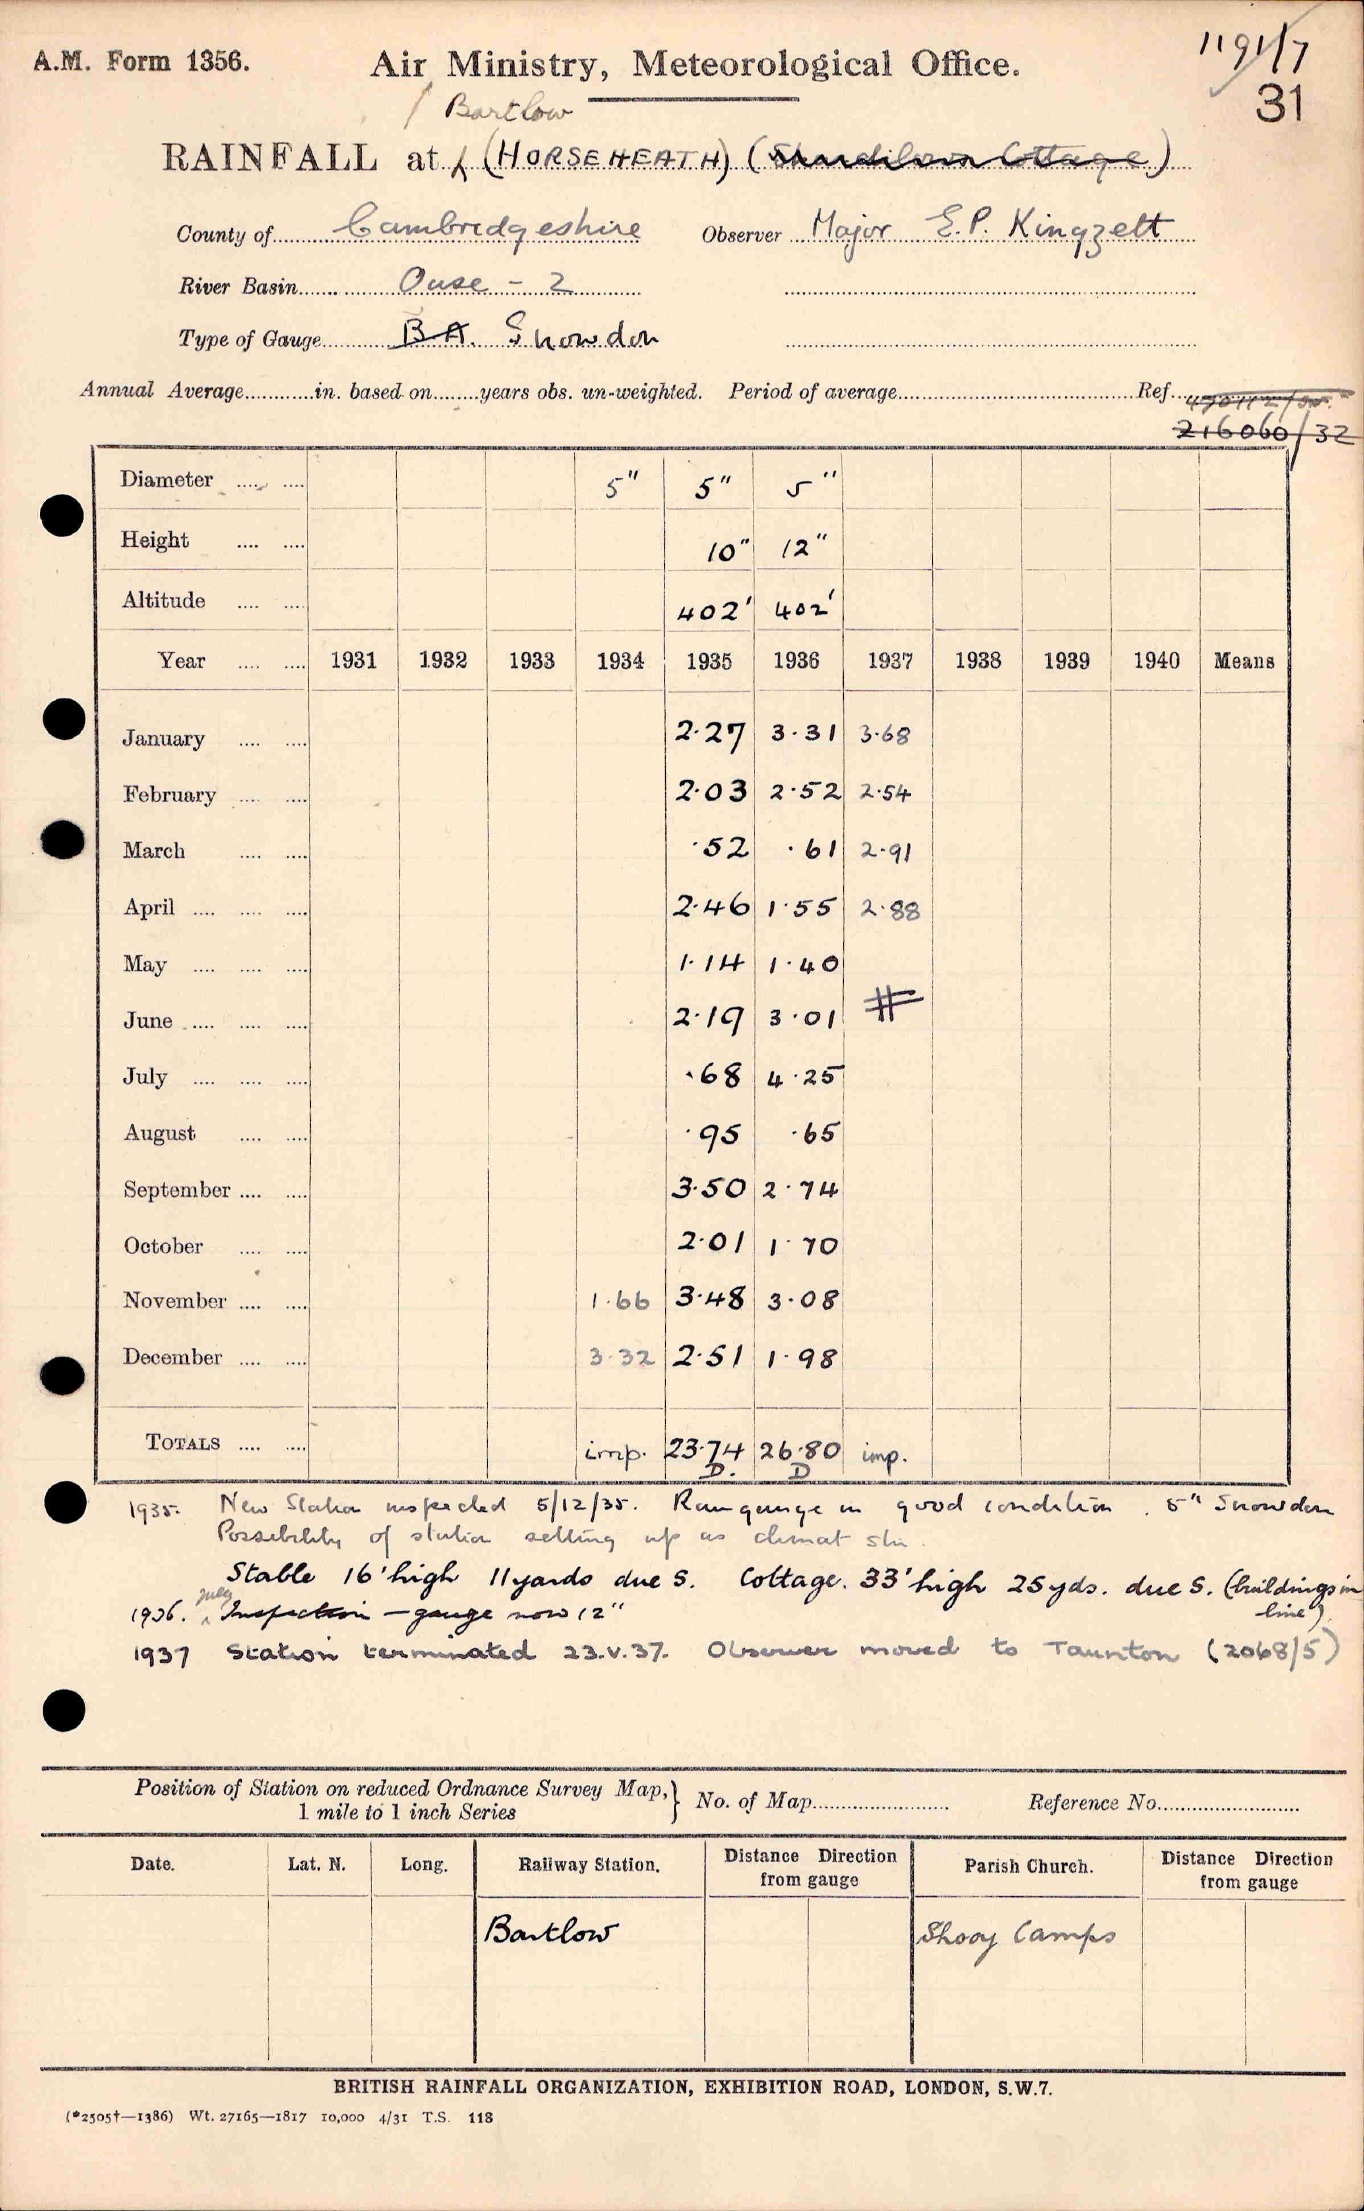 A.M. Form 1356.
Air Ministry, Meteorological Office.
1191/7
31
Bartlow
RAINFALL at (HORSEHEATH) ( Cottage)
County of Cambridgeshire Observer Major E.P. Kingzett
River Basin Ouse - 2
Type of Gauge B A. Snowdon
Annual Average in. based on years obs. un-weighted. Period of average Ref.
216060/32
Diameter 5" 5" 5"
Height 10" 12"
Altitude 402' 402'
Year 1931 1932 1933 1934 1935 1936 1937 1938 1939 1940 Means
January 2.27 3.31 3.68
February 2.03 2.52 2.54
March .52 .61 2.91
April 2.46 1.55 2.88
May 1.14 1.40
June 2.19 3.01 #
July .68 4.25
August .95 .65
September 3.50 2.74
October 2.01 1.70
November 1.66 3.48 3.08
December 3.32 2.51 1.98
TOTALS imp. 23.74 26.80 imp.
D. D
1935. New Station inspected 5/12/35. Raingauge in good condition. 5" Snowdon
Possibility of station setting up as climat stn.
Stable 16' high 11 yards due S. Cottage. 33' high 25 yds. due S. (buildings in
line)
July
1936. Inspection - gauge now 12"
1937 Station terminated 23.V.37. Observer moved to Taunton (2068/5)
Position of Station on reduced Ordnance Survey Map, } No. of Map Reference No.
1 mile to 1 inch Series
Date. Lat. N. Long. Railway Station. Distance Direction from gauge Parish Church. Distance Direction from gauge
Bartlow Shudy Camps
BRITISH RAINFALL ORGANIZATION, EXHIBITION ROAD, LONDON, S.W.7.
(*2505†—1386) Wt. 27165—1817 10,000 4/31 T.S. 118